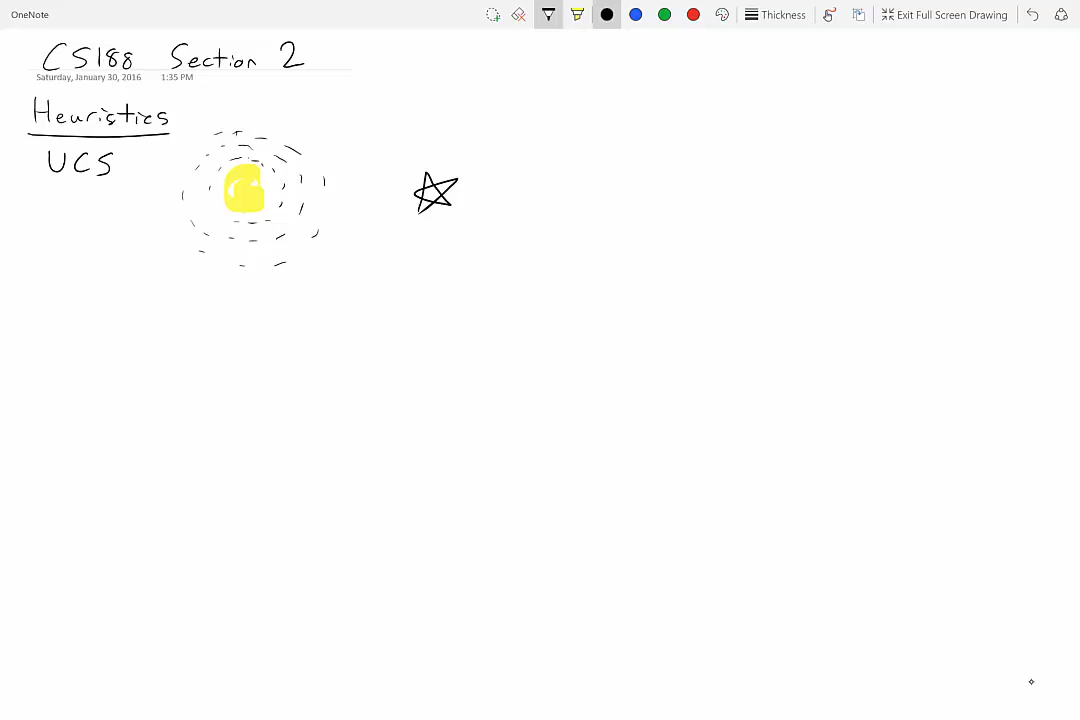 OneNote
Thickness
Exit Full Screen Drawing
CS188 Section 2
Saturday, January 30, 2016 1:35 PM
Heuristics
UCS